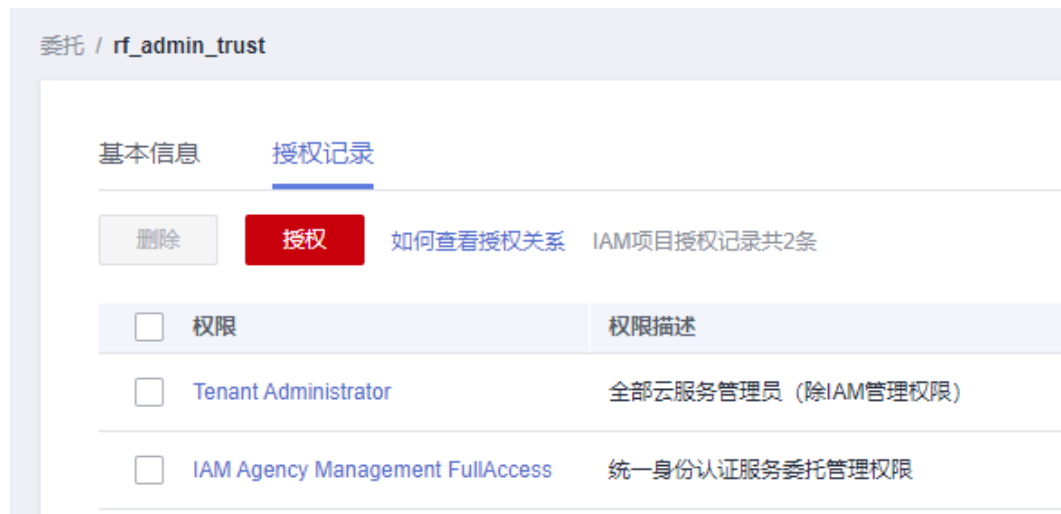 委托 / rf_admin_trust
基本信息 授权记录
删除 授权 如何查看授权关系 IAM项目授权记录共2条
权限 权限描述
Tenant Administrator 全部云服务管理员（除IAM管理权限）
IAM Agency Management FullAccess 统一身份认证服务委托管理权限